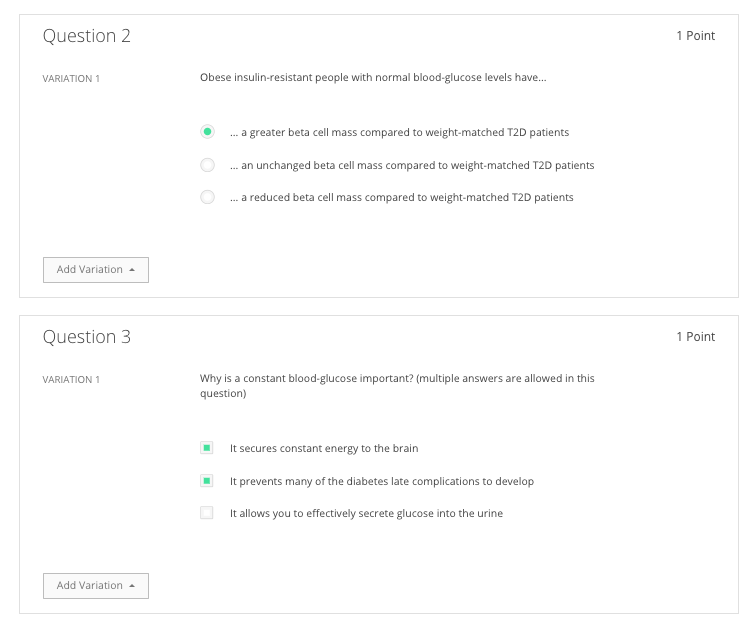 Question 2
1 Point
VARIATION 1
Obese insulin-resistant people with normal blood-glucose levels have...
... a greater beta cell mass compared to weight-matched T2D patients
... an unchanged beta cell mass compared to weight-matched T2D patients
... a reduced beta cell mass compared to weight-matched T2D patients
Add Variation
Question 3
1 Point
VARIATION 1
Why is a constant blood-glucose important? (multiple answers are allowed in this
question)
It secures constant energy to the brain
It prevents many of the diabetes late complications to develop
It allows you to effectively secrete glucose into the urine
Add Variation